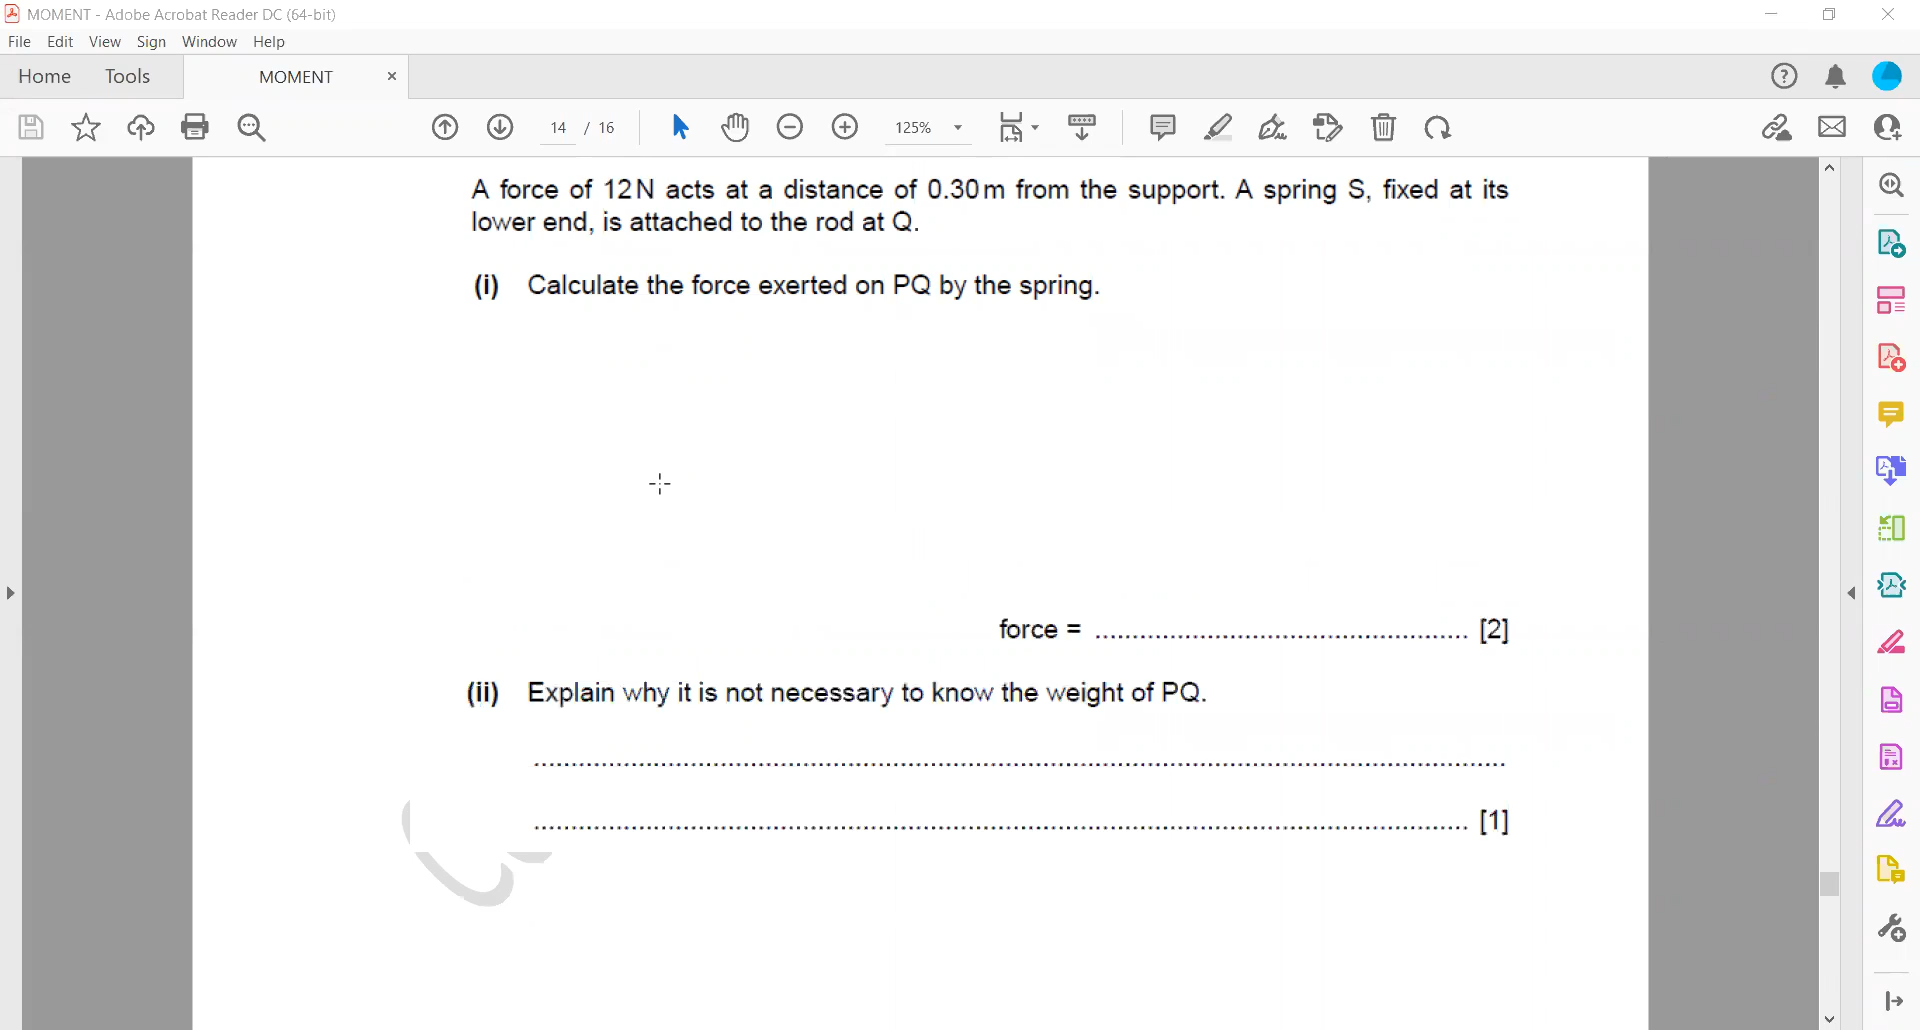 MOMENT - Adobe Acrobat Reader DC (64-bit)
File Edit View Sign Window Help
Home Tools MOMENT
14 / 16 125%
A force of 12 N acts at a distance of 0.30 m from the support. A spring S, fixed at its
lower end, is attached to the rod at Q.
(i) Calculate the force exerted on PQ by the spring.
force = .................................................. [2]
(ii) Explain why it is not necessary to know the weight of PQ.
..................................................................................................................
............................................................................................................. [1]